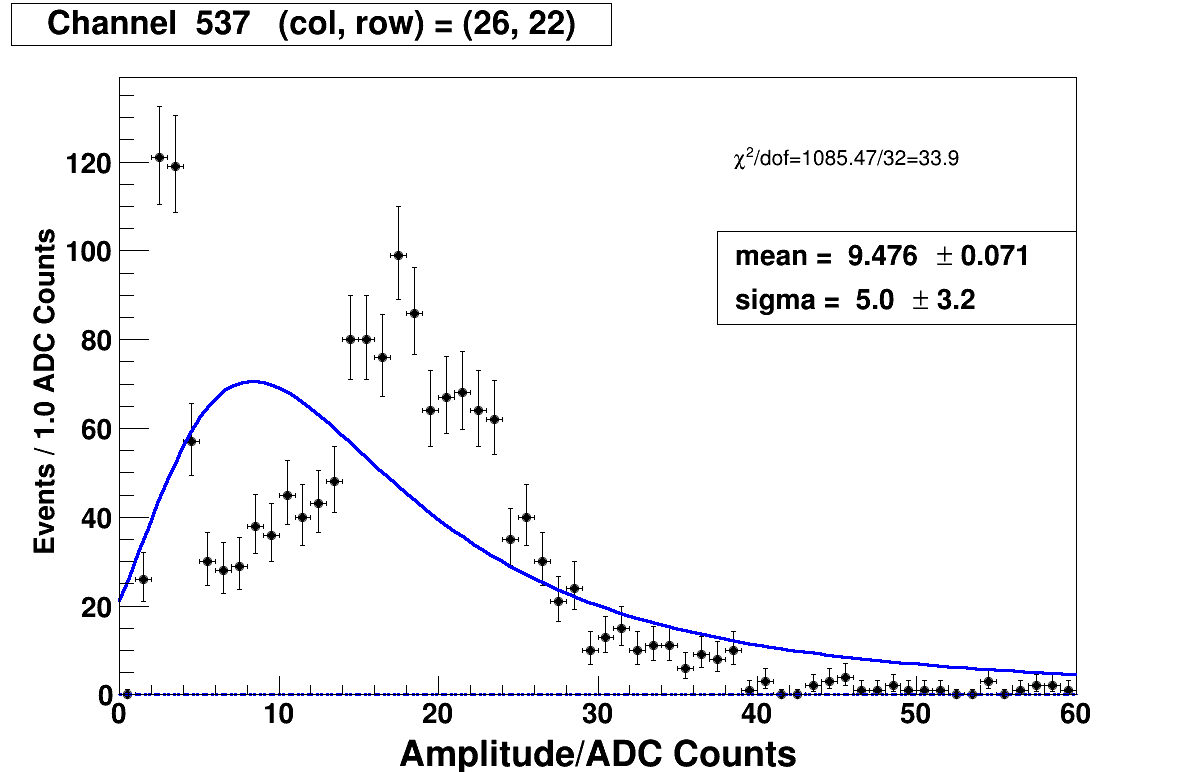 Channel 537 (col, row) = (26, 22)
χ²/dof=1085.47/32=33.9
mean = 9.476 ± 0.071
sigma = 5.0 ± 3.2
Events / 1.0 ADC Counts
120
100
80
60
40
20
0
0 10 20 30 40 50 60
Amplitude/ADC Counts